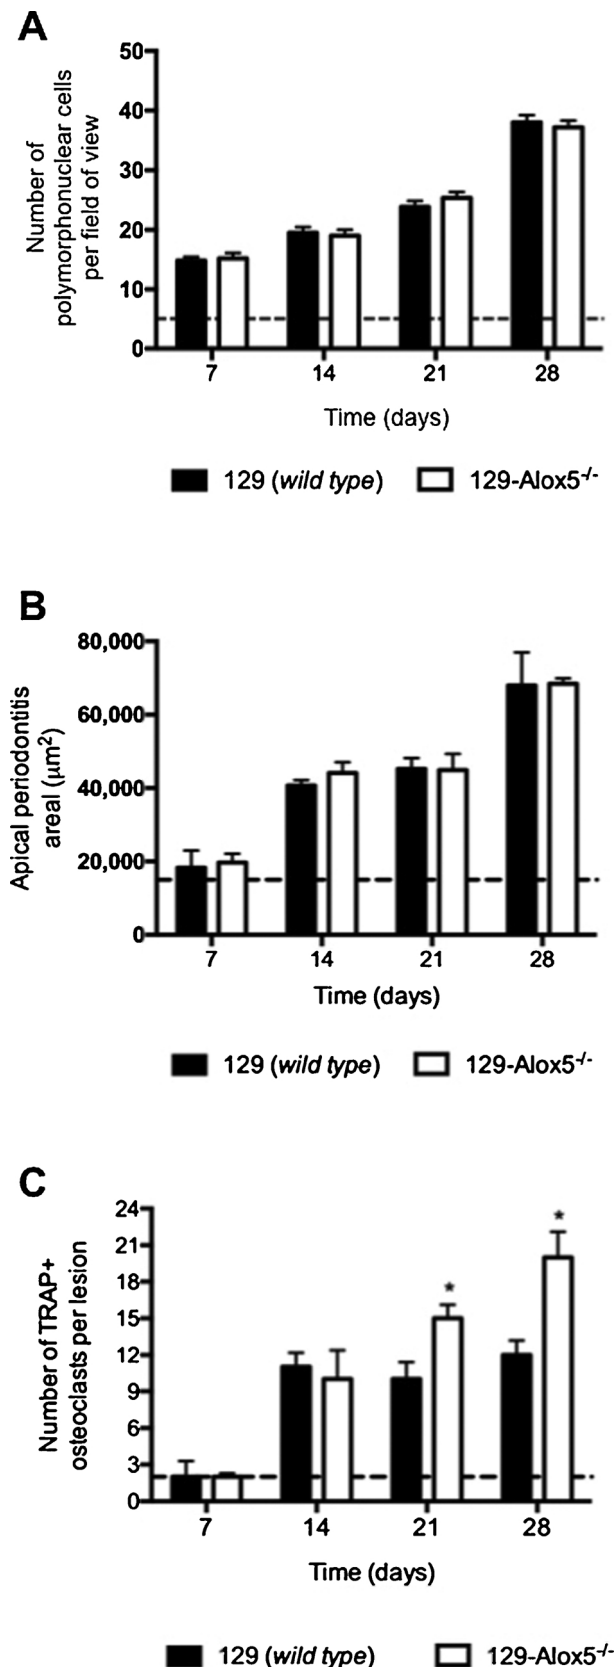 A
Number of
polymorphonuclear cells
per field of view
50
40
30
20
10
0
7 14 21 28
Time (days)
129 (wild type) 129-Alox5-/-
B
Apical periodontitis
areal (µm2)
80,000
60,000
40,000
20,000
0
7 14 21 28
Time (days)
129 (wild type) 129-Alox5-/-
C
Number of TRAP+
osteoclasts per lesion
24
21
18
15
12
9
6
3
0
* *
7 14 21 28
Time (days)
129 (wild type) 129-Alox5-/-